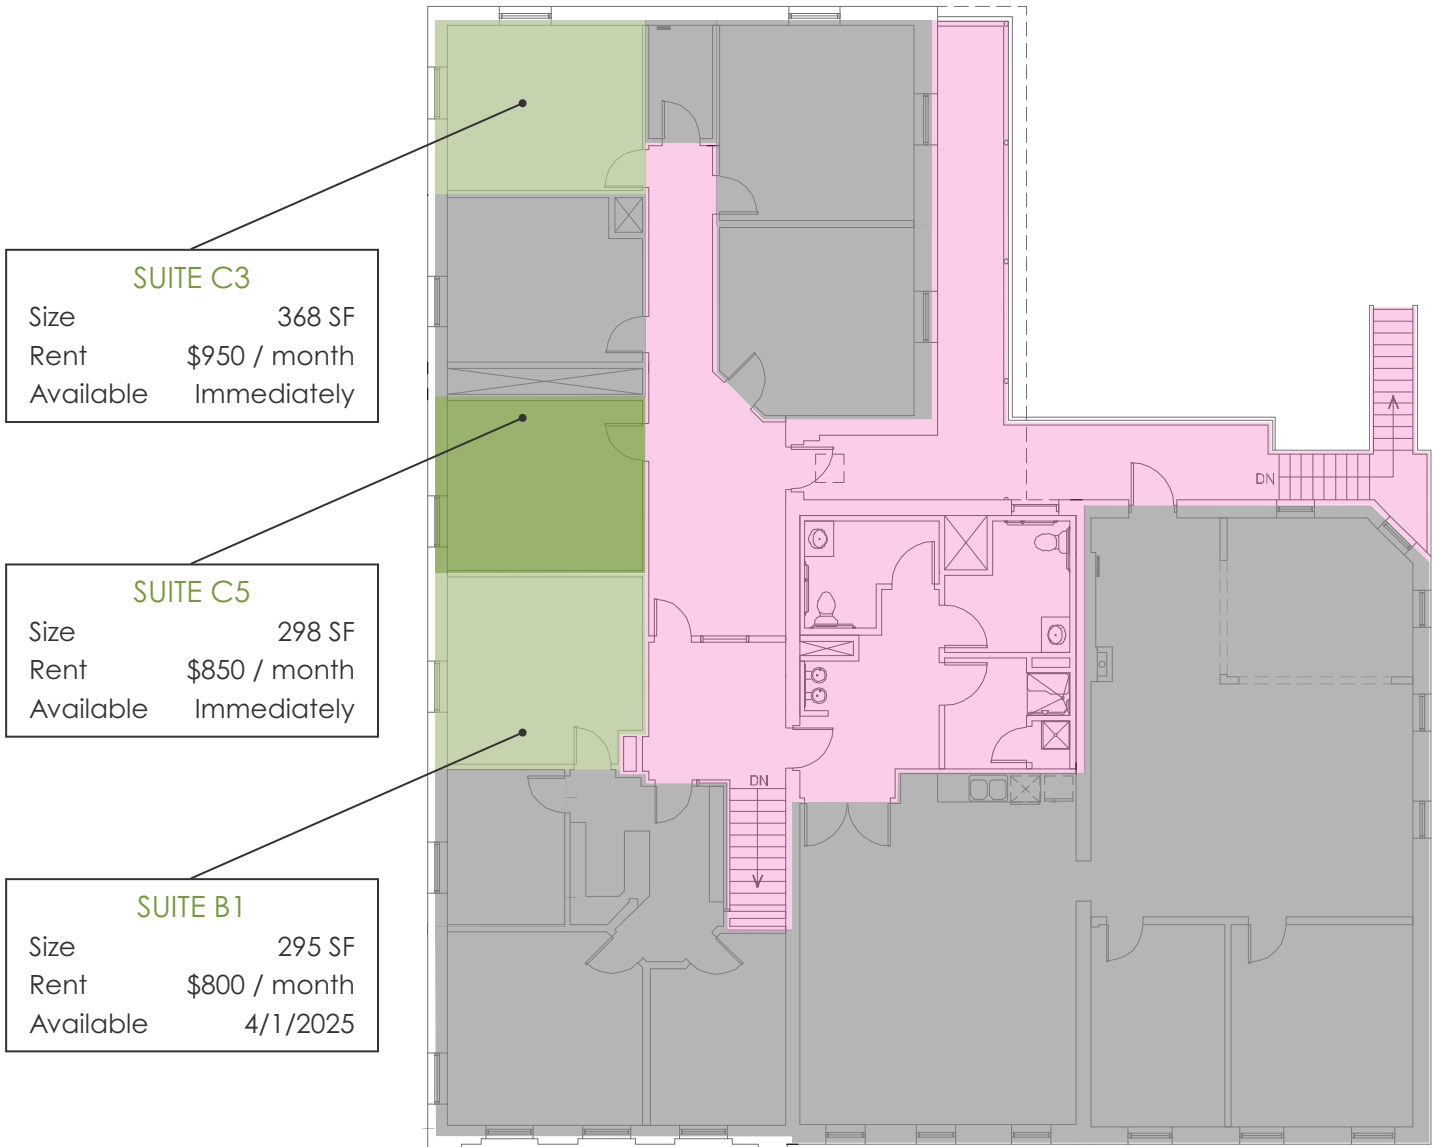 SUITE C3
Size 368 SF
Rent $950 / month
Available Immediately
SUITE C5
Size 298 SF
Rent $850 / month
Available Immediately
SUITE B1
Size 295 SF
Rent $800 / month
Available 4/1/2025
DN
DN